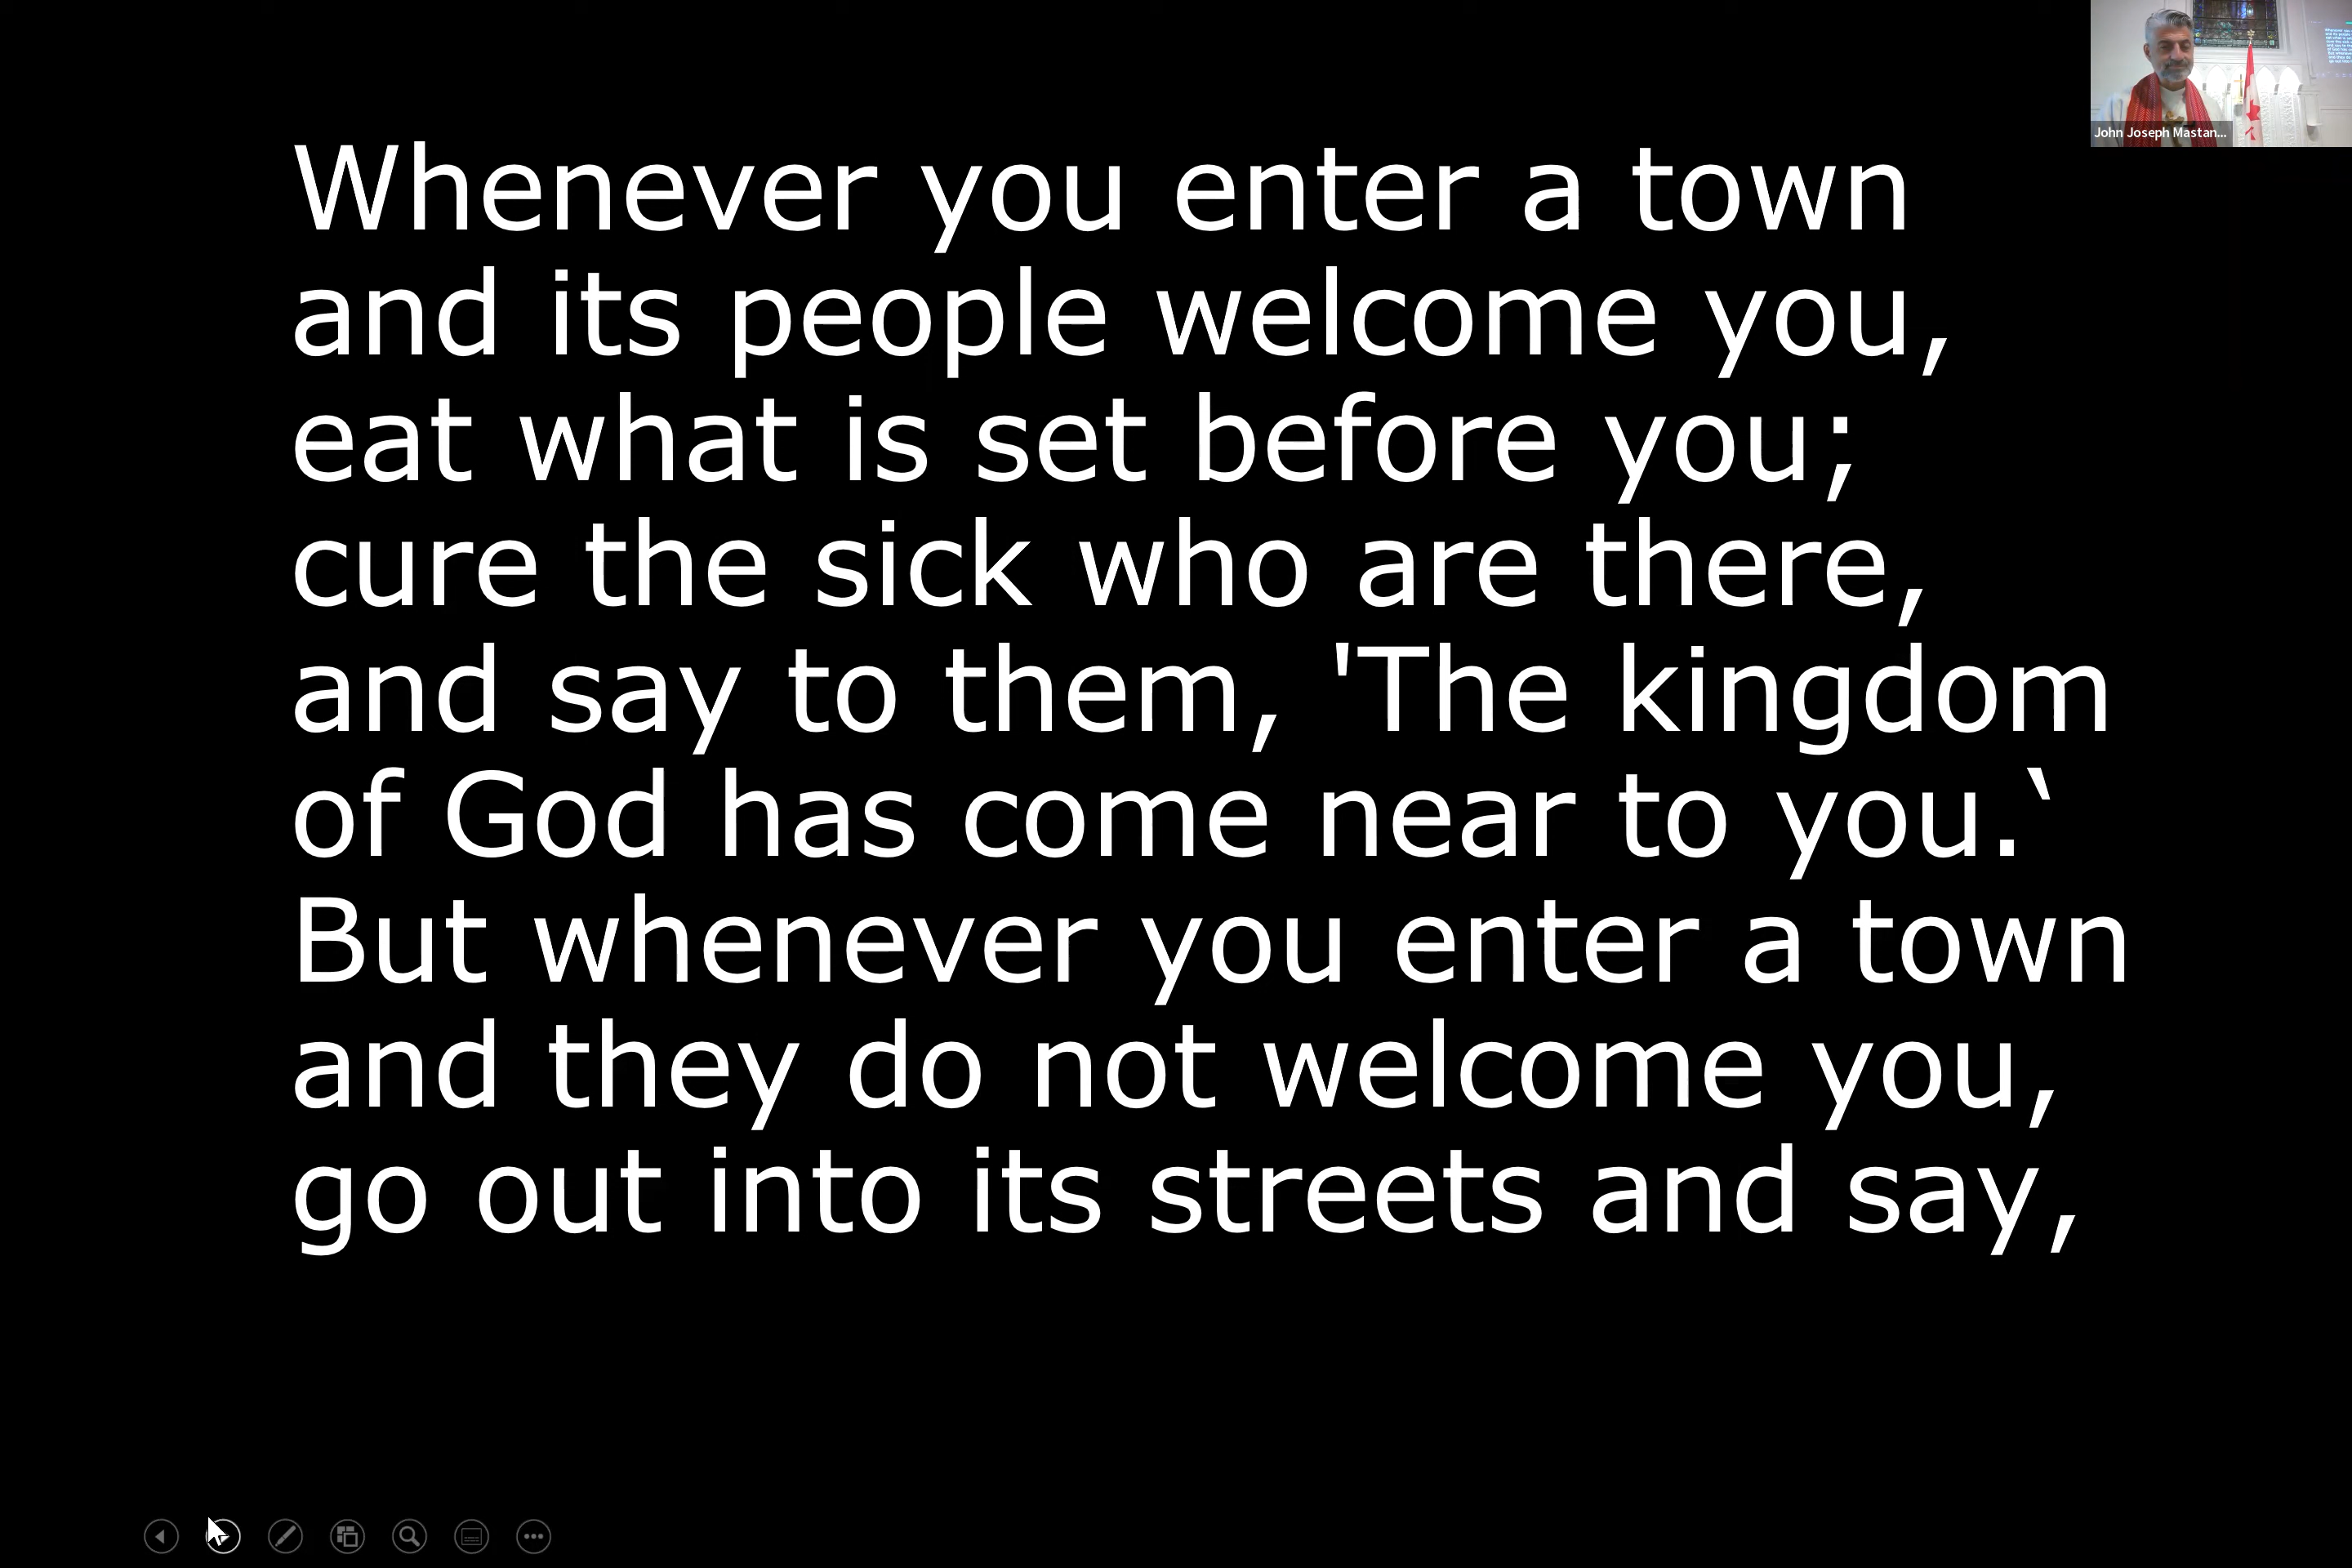 John Joseph Mastan...
Whenever you enter a town
and its people welcome you,
eat what is set before you;
cure the sick who are there,
and say to them, 'The kingdom
of God has come near to you.‘
But whenever you enter a town
and they do not welcome you,
go out into its streets and say,